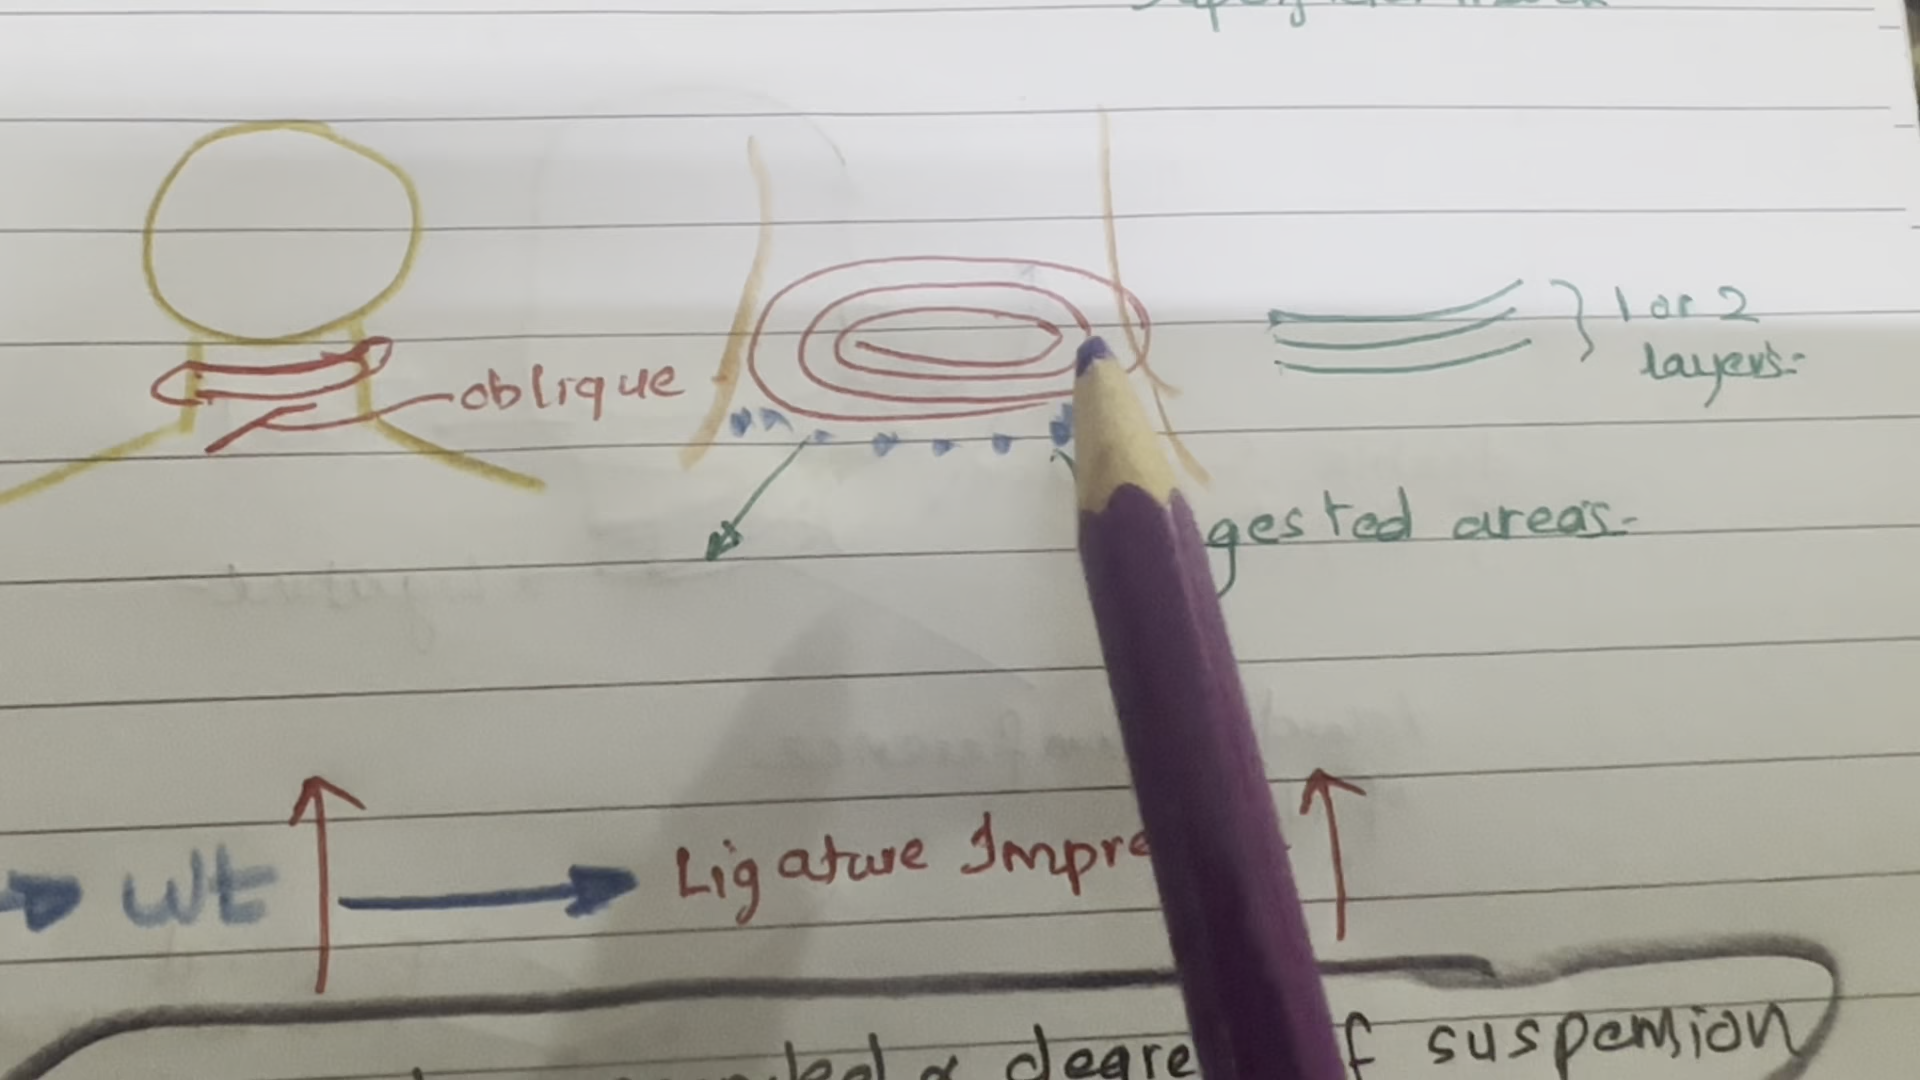 oblique
1 or 2
layers-
gested areas-
Wt
Ligature Impre
degre f suspension